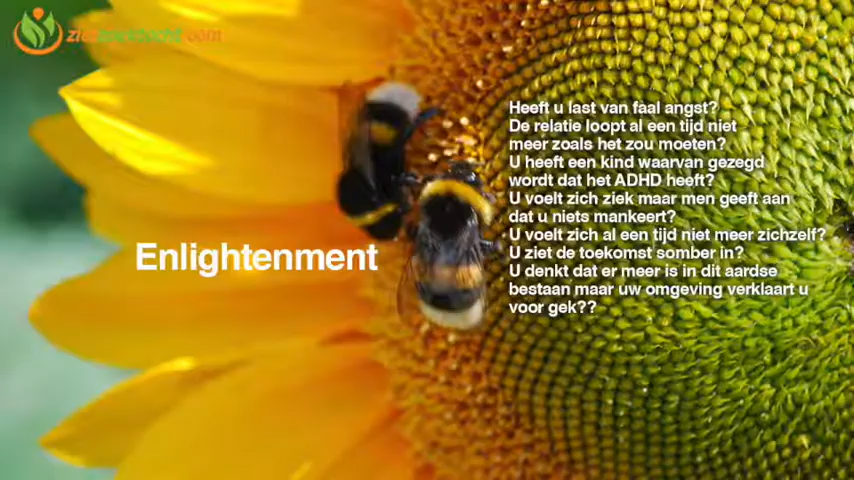 Enlightenment
Heeft u last van faal angst?
De relatie loopt al een tijd niet
meer zoals het zou moeten?
U heeft een kind waarvan gezegd
wordt dat het ADHD heeft?
U voelt zich ziek maar men geeft aan
dat u niets mankeert?
U voelt zich al een tijd niet meer zichzelf?
U ziet de toekomst somber in?
U denkt dat er meer is in dit aardse
bestaan maar uw omgeving verklaart u
voor gek??